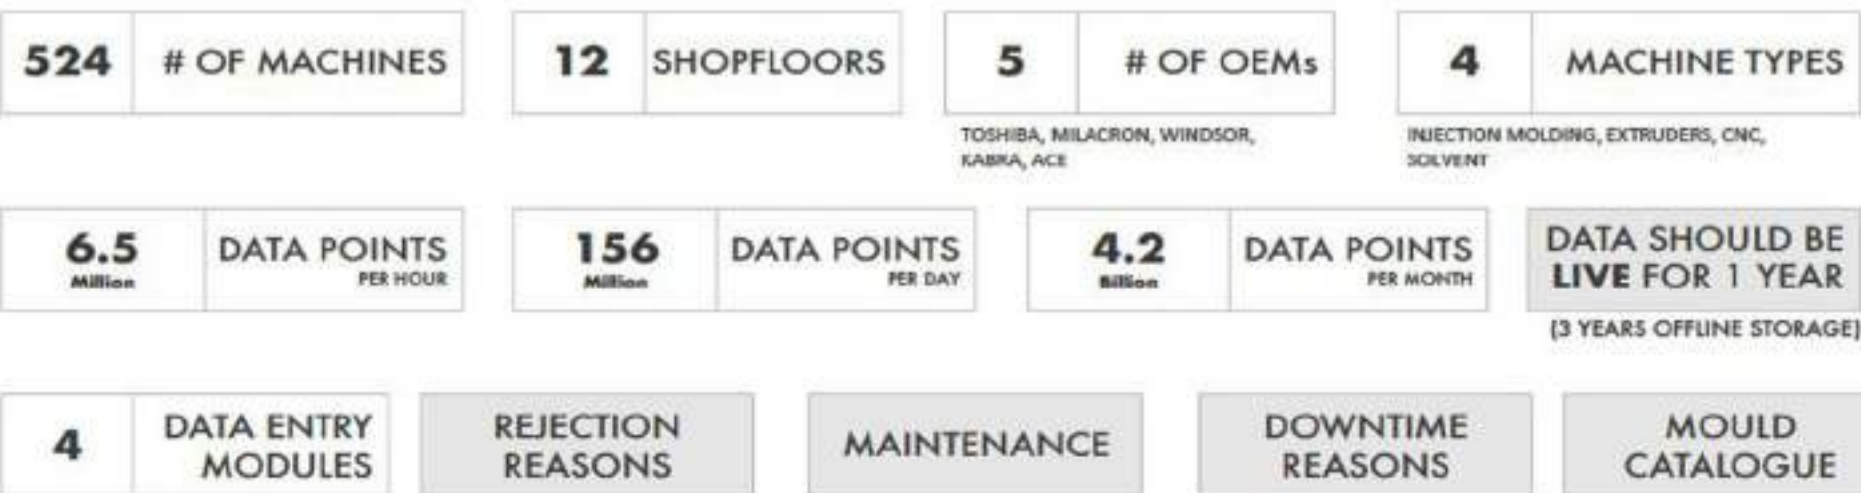 524 # OF MACHINES
12 SHOPFLOORS
5 # OF OEMs
4 MACHINE TYPES
TOSHIBA, MILACRON, WINDSOR,
KABRA, ACE
INJECTION MOLDING, EXTRUDERS, CNC,
SOLVENT
6.5
Million
DATA POINTS
PER HOUR
156
Million
DATA POINTS
PER DAY
4.2
Billion
DATA POINTS
PER MONTH
DATA SHOULD BE
LIVE FOR 1 YEAR
(3 YEARS OFFLINE STORAGE)
4
DATA ENTRY
MODULES
REJECTION
REASONS
MAINTENANCE
DOWNTIME
REASONS
MOULD
CATALOGUE